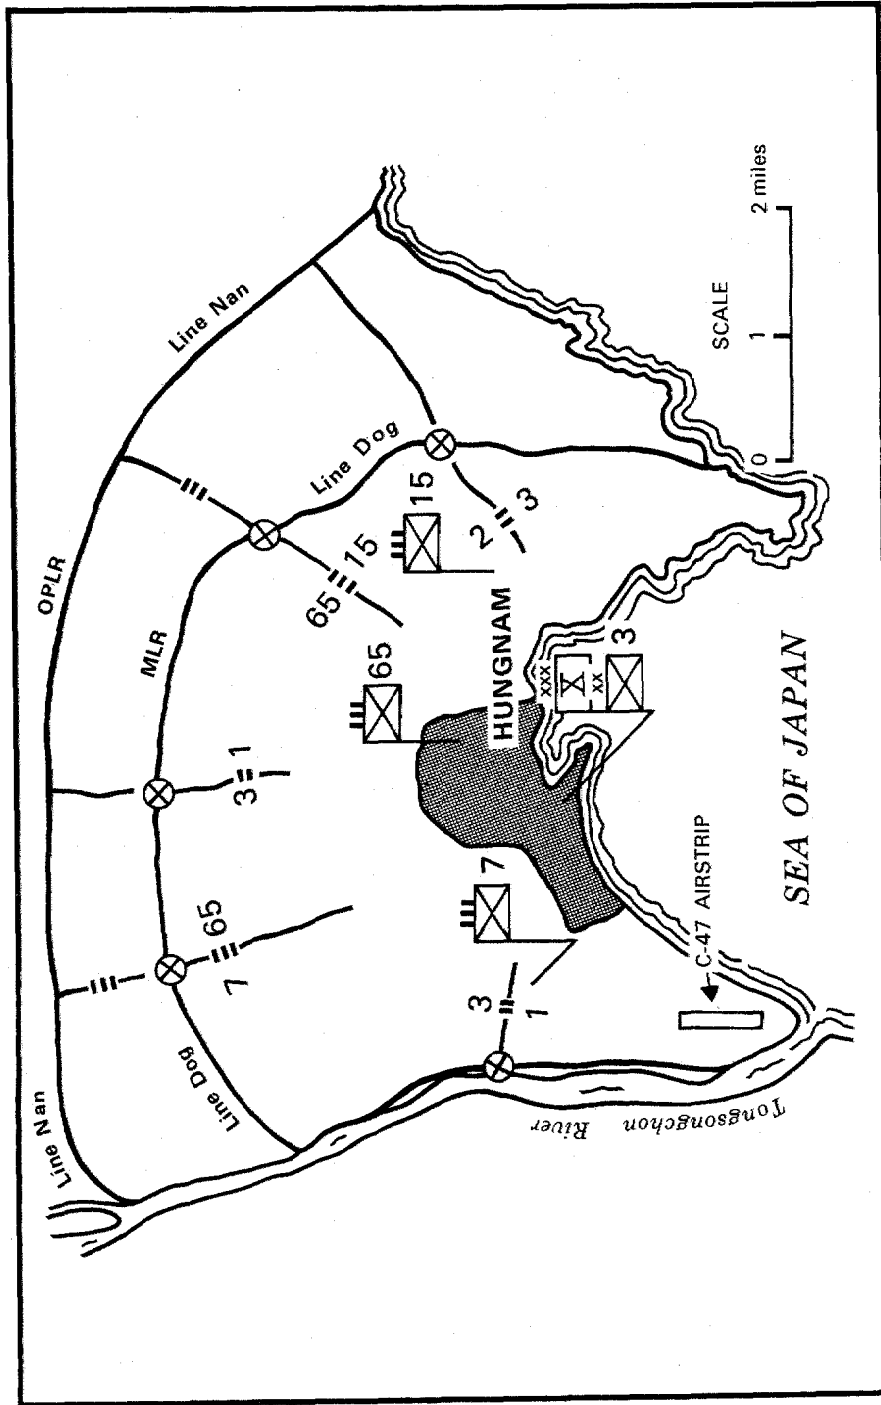 Line Nan
OPLR
Line Nan
MLR
Line Dog
Line Dog
7
65
3
1
65
15
2
3
65
15
7
3
1
HUNGNAM
XXX
X
XX
3
C-47 AIRSTRIP
Tongsongchon River
SEA OF JAPAN
SCALE
0 1 2 miles